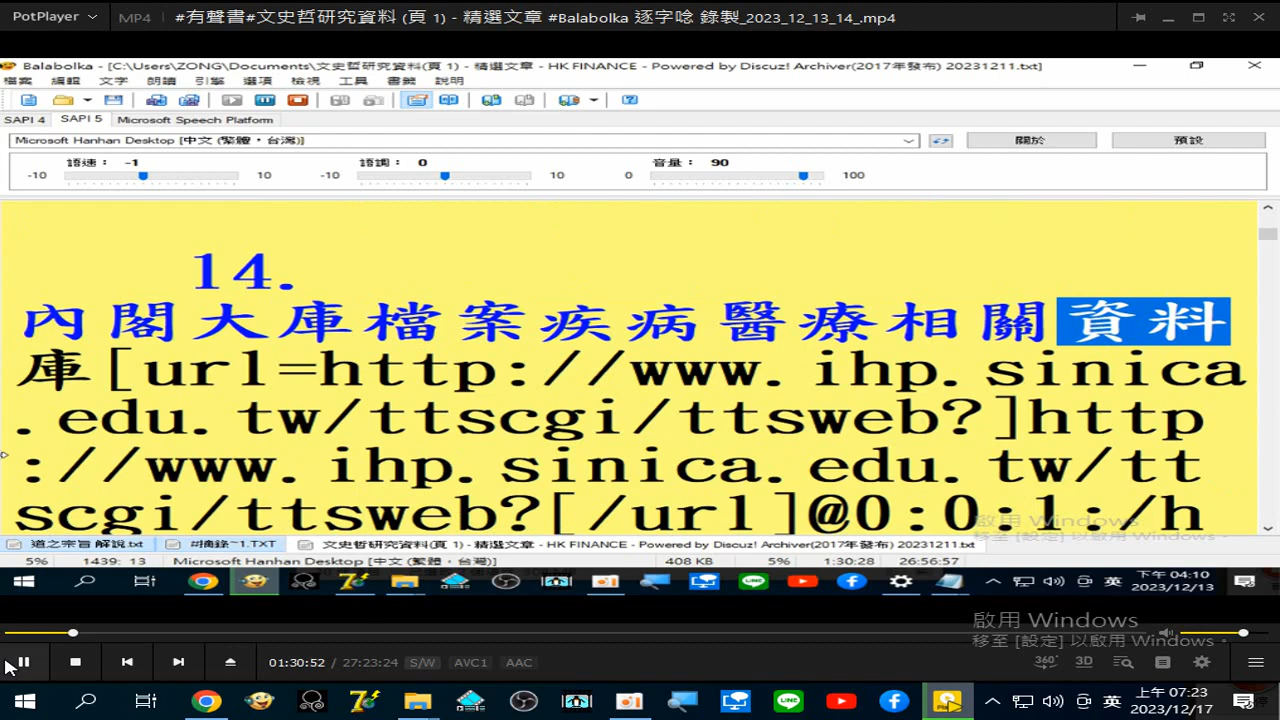 PotPlayer MP4 #有聲書#文史哲研究資料 (頁 1) - 精選文章 #Balabolka 逐字唸 錄製_2023_12_13_14_.mp4
Balabolka - [C:\Users\ZONG\Documents\文史哲研究資料(頁 1) - 精選文章 - HK FINANCE - Powered by Discuz! Archiver(2017年發布) 20231211.txt]
檔案 編輯 文字 朗讀 引擎 選項 檢視 工具 書籤 說明
SAPI 4 SAPI 5 Microsoft Speech Platform
Microsoft Hanhan Desktop [中文 (繁體，台灣)] 關於 預設
語速： -1 語調： 0 音量： 90
-10 10 -10 10 0 100
14.
內閣大庫檔案疾病醫療相關資料
庫[url=http://www.ihp.sinica
.edu.tw/ttscgi/ttsweb?]http
://www.ihp.sinica.edu.tw/tt
scgi/ttsweb?[/url]@0:0:1:/h
啟用 Windows
移至 [設定] 以啟用 Windows。
道之宗旨 解說.txt #摘錄~1.TXT 文史哲研究資料(頁 1) - 精選文章 - HK FINANCE - Powered by Discuz! Archiver(2017年發布) 20231211.txt
5% 1439: 13 Microsoft Hanhan Desktop [中文 (繁體，台灣)] 408 KB 5% 1:30:28 26:56:57
英 下午 04:10
2023/12/13
啟用 Windows
移至 [設定] 以啟用 Windows。
01:30:52 / 27:23:24 S/W AVC1 AAC 360° 3D
英 上午 07:23
2023/12/17